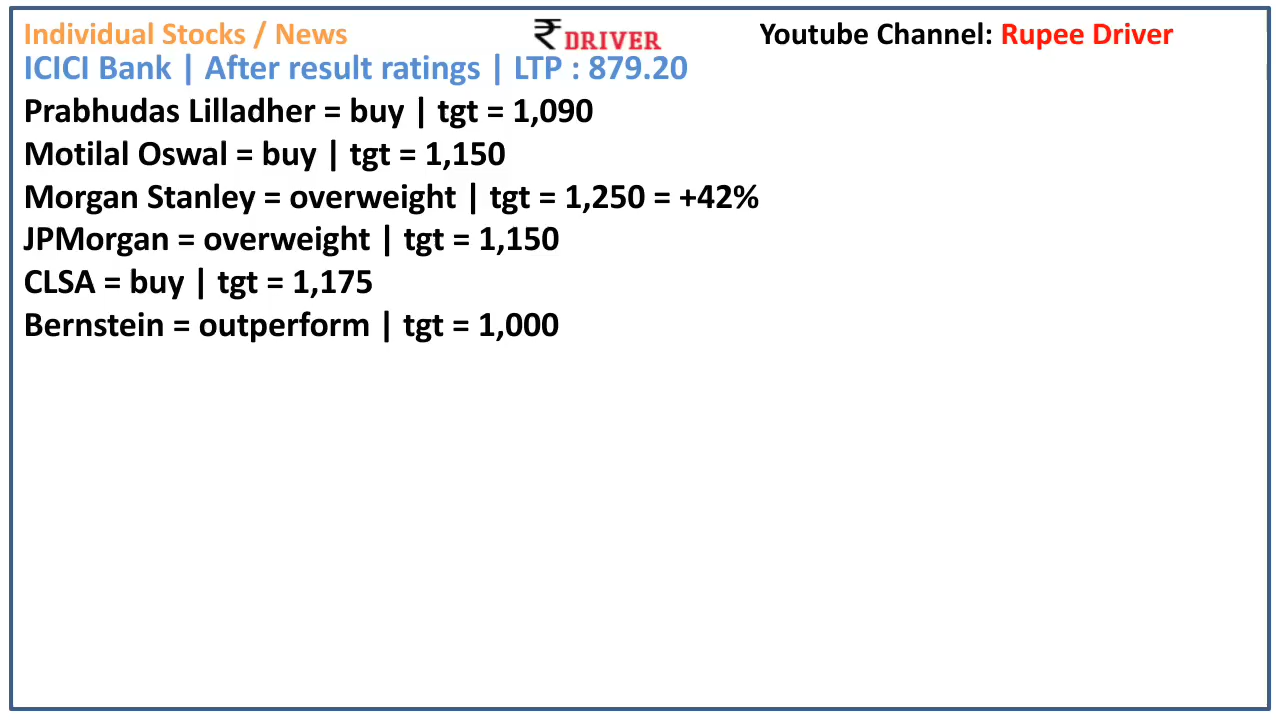 Individual Stocks / News
₹ DRIVER
Youtube Channel: Rupee Driver
ICICI Bank | After result ratings | LTP : 879.20
Prabhudas Lilladher = buy | tgt = 1,090
Motilal Oswal = buy | tgt = 1,150
Morgan Stanley = overweight | tgt = 1,250 = +42%
JPMorgan = overweight | tgt = 1,150
CLSA = buy | tgt = 1,175
Bernstein = outperform | tgt = 1,000